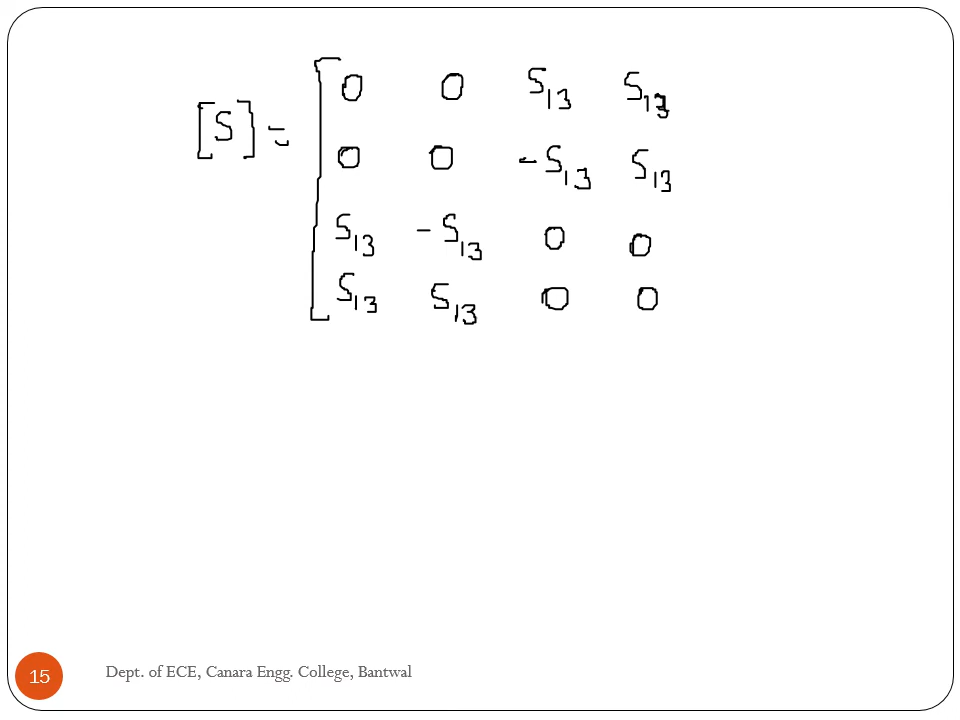 [S] = [ 0 0 S13 S13
0 0 -S13 S13
S13 -S13 0 0
S13 S13 0 0
15 Dept. of ECE, Canara Engg. College, Bantwal